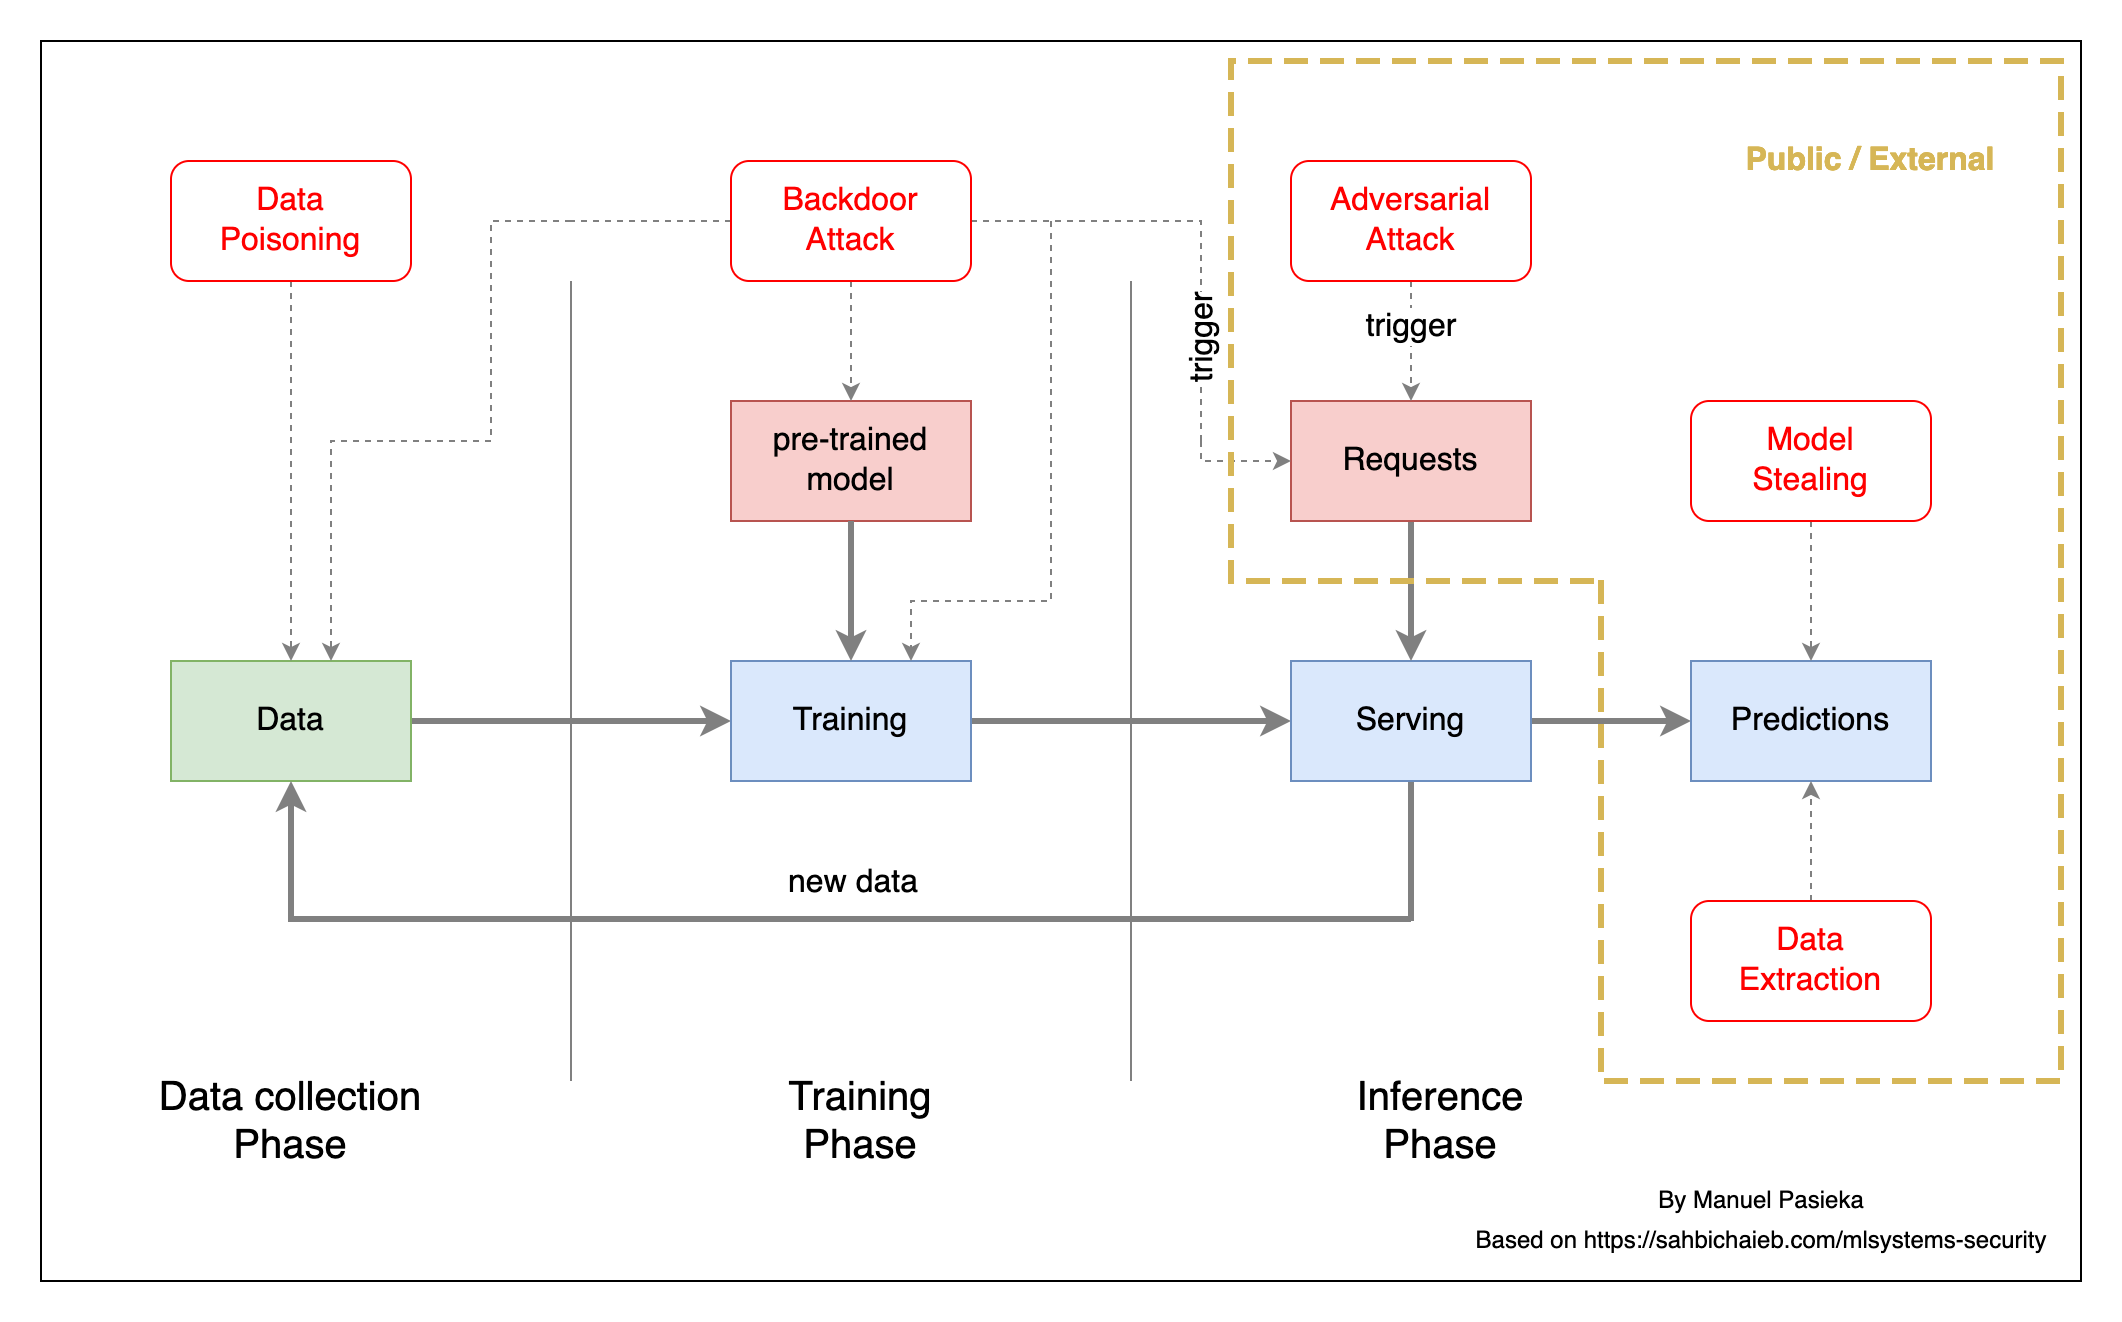 Public / External
Data
Poisoning
Backdoor
Attack
Adversarial
Attack
trigger
trigger
pre-trained
model
Requests
Model
Stealing
Data
Training
Serving
Predictions
new data
Data
Extraction
Data collection
Phase
Training
Phase
Inference
Phase
By Manuel Pasieka
Based on https://sahbichaieb.com/mlsystems-security